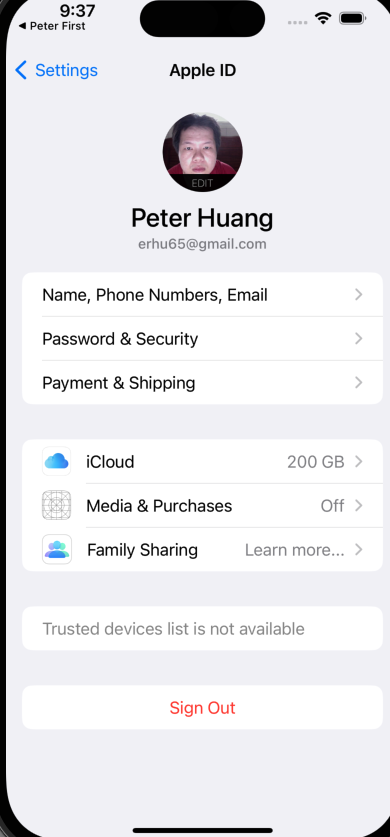 9:37
◀ Peter First
Settings
Apple ID
EDIT
Peter Huang
erhu65@gmail.com
Name, Phone Numbers, Email
Password & Security
Payment & Shipping
iCloud 200 GB
Media & Purchases Off
Family Sharing Learn more...
Trusted devices list is not available
Sign Out